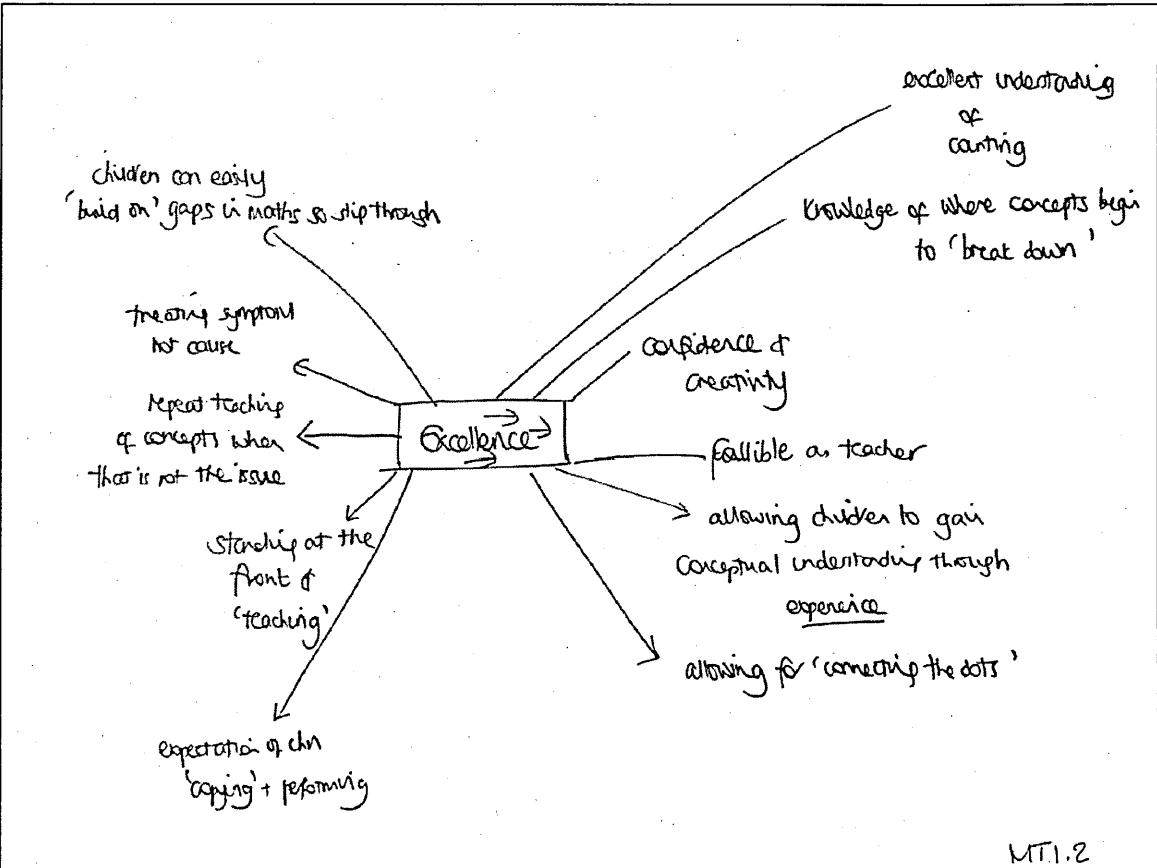 excellent understanding
of
counting
children can easily
'build on' gaps in maths so slip through
knowledge of where concepts begin
to 'break down'
treating symptom
not cause
confidence &
creativity
repeat teaching
of concepts when
that is not the issue
Excellence
fallible as teacher
allowing children to gain
conceptual understanding through
experience
standing at the
front &
'teaching'
allowing for 'connecting the dots'
expectation of chn
'copying' + performing
MT1.2